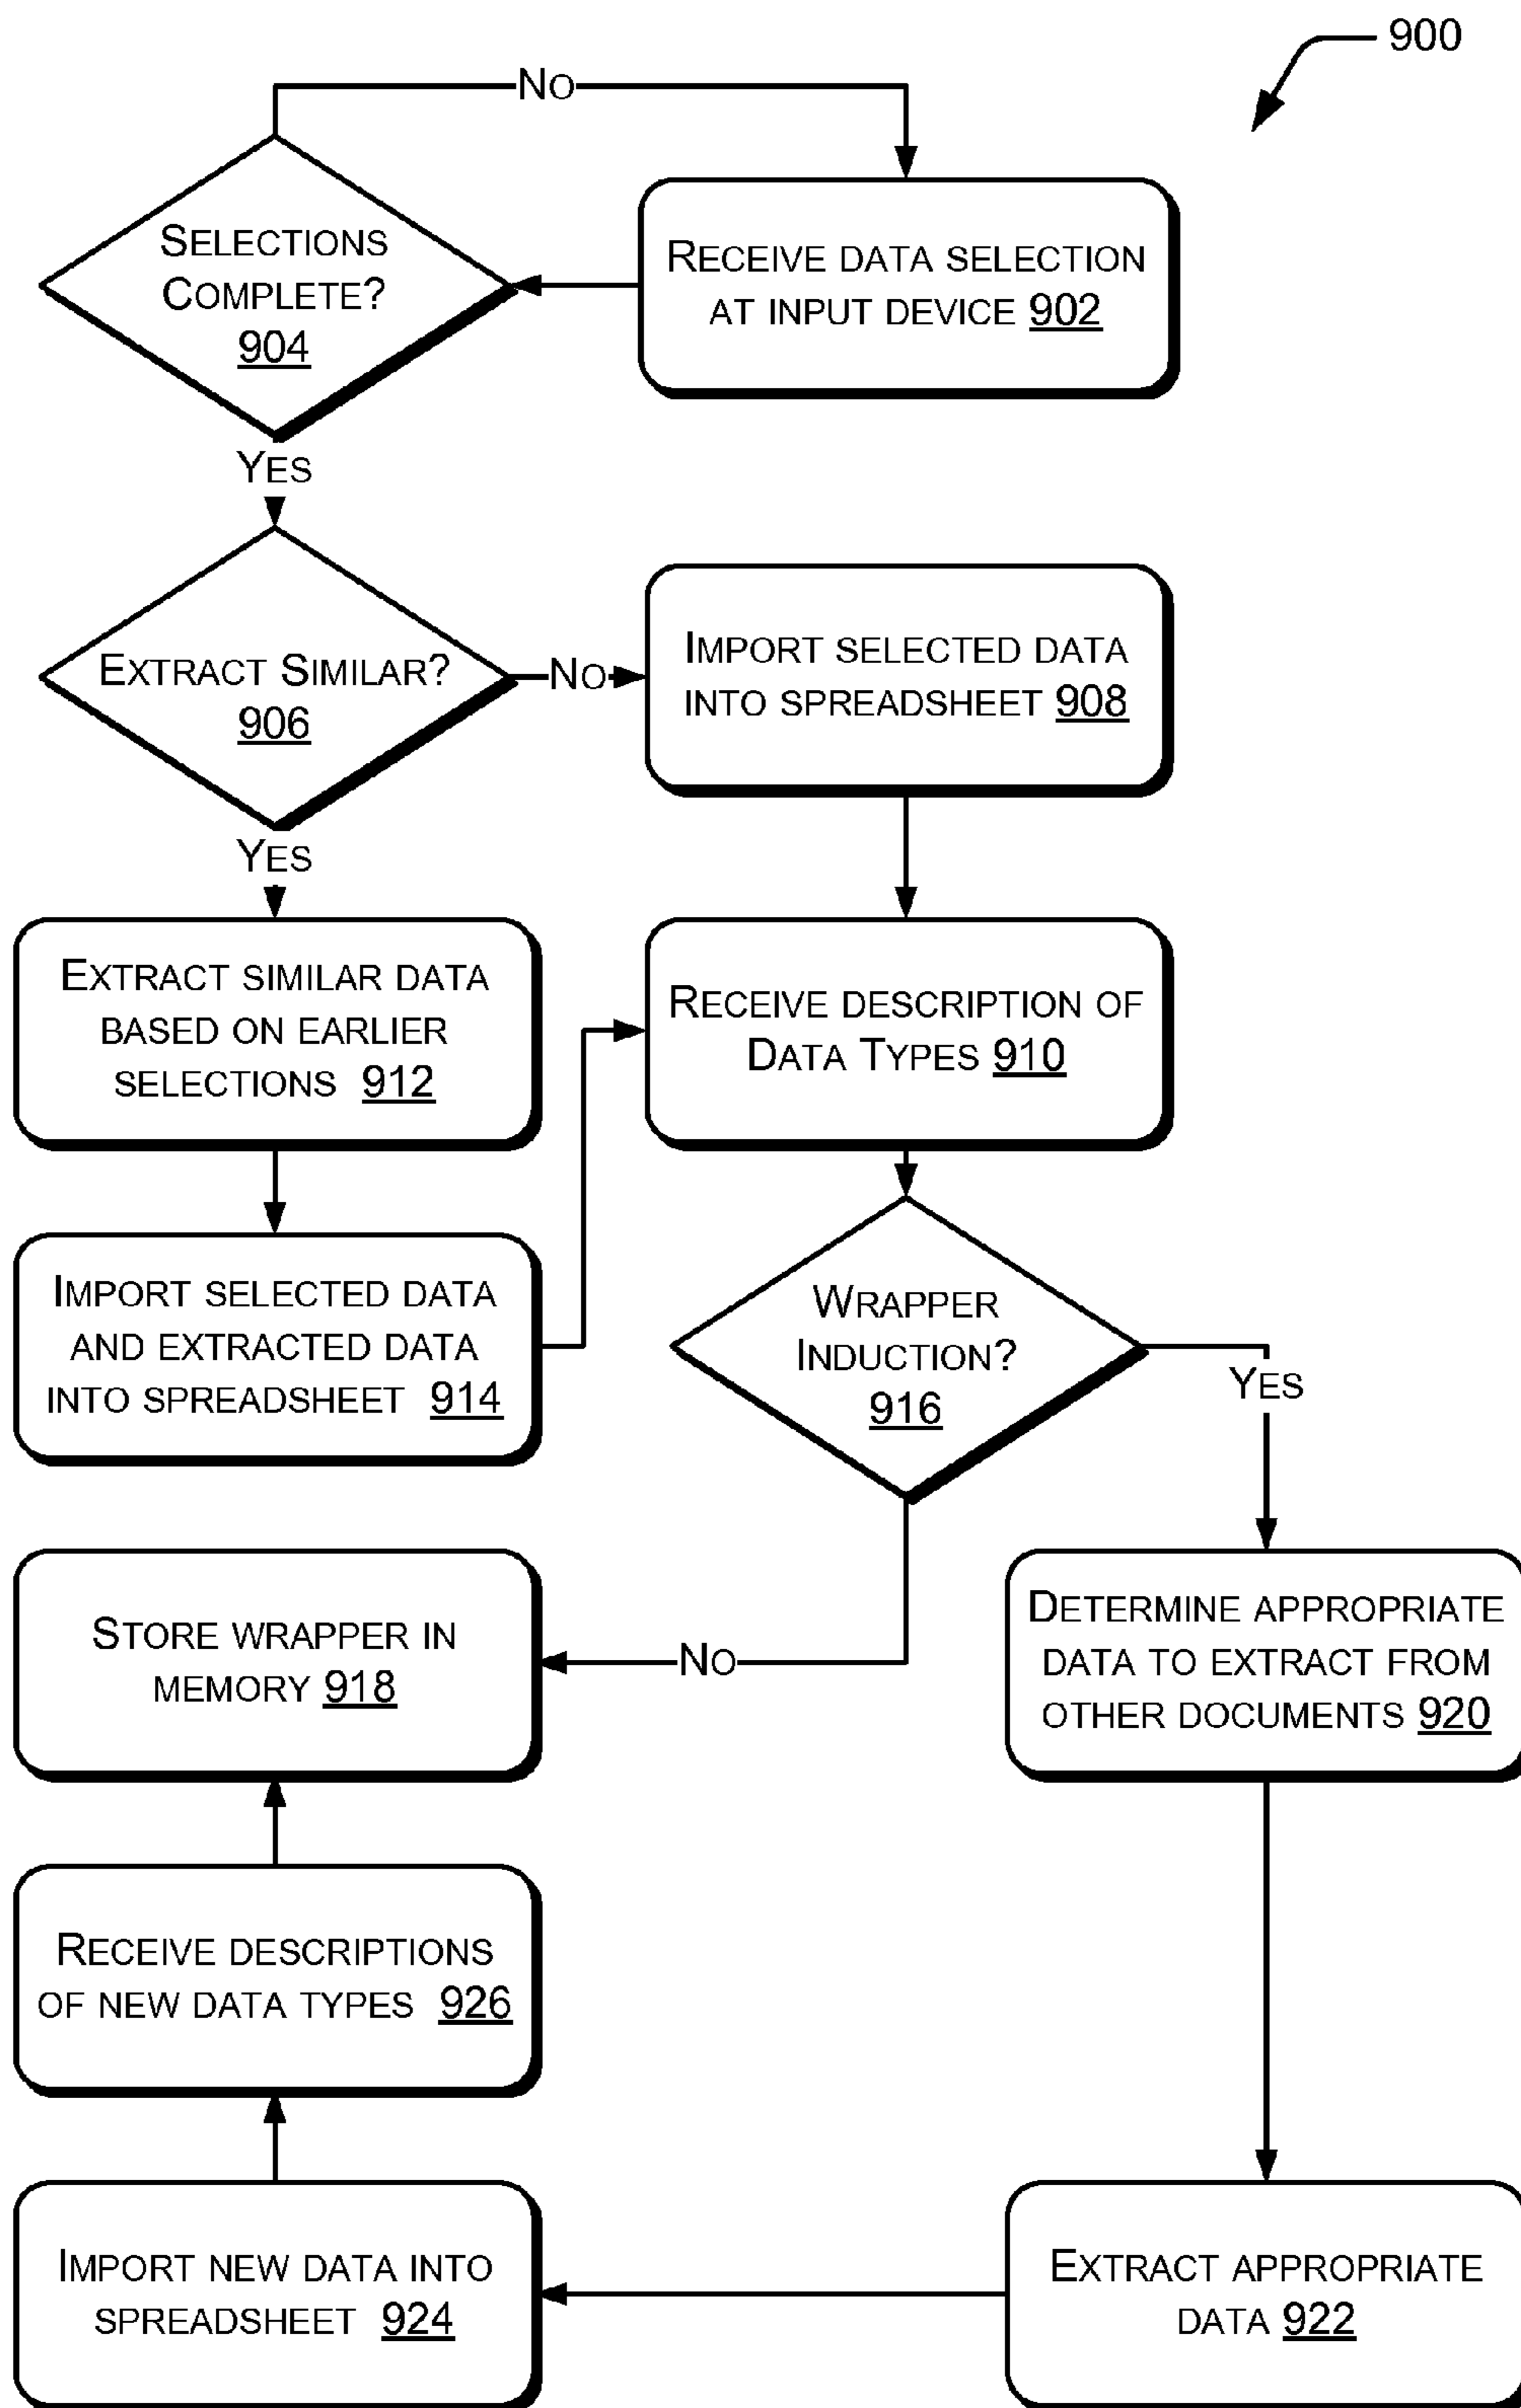 900
No
SELECTIONS
COMPLETE?
904
RECEIVE DATA SELECTION
AT INPUT DEVICE 902
YES
EXTRACT SIMILAR?
906
No
IMPORT SELECTED DATA
INTO SPREADSHEET 908
YES
EXTRACT SIMILAR DATA
BASED ON EARLIER
SELECTIONS 912
RECEIVE DESCRIPTION OF
DATA TYPES 910
IMPORT SELECTED DATA
AND EXTRACTED DATA
INTO SPREADSHEET 914
WRAPPER
INDUCTION?
916
YES
STORE WRAPPER IN
MEMORY 918
No
DETERMINE APPROPRIATE
DATA TO EXTRACT FROM
OTHER DOCUMENTS 920
RECEIVE DESCRIPTIONS
OF NEW DATA TYPES 926
IMPORT NEW DATA INTO
SPREADSHEET 924
EXTRACT APPROPRIATE
DATA 922